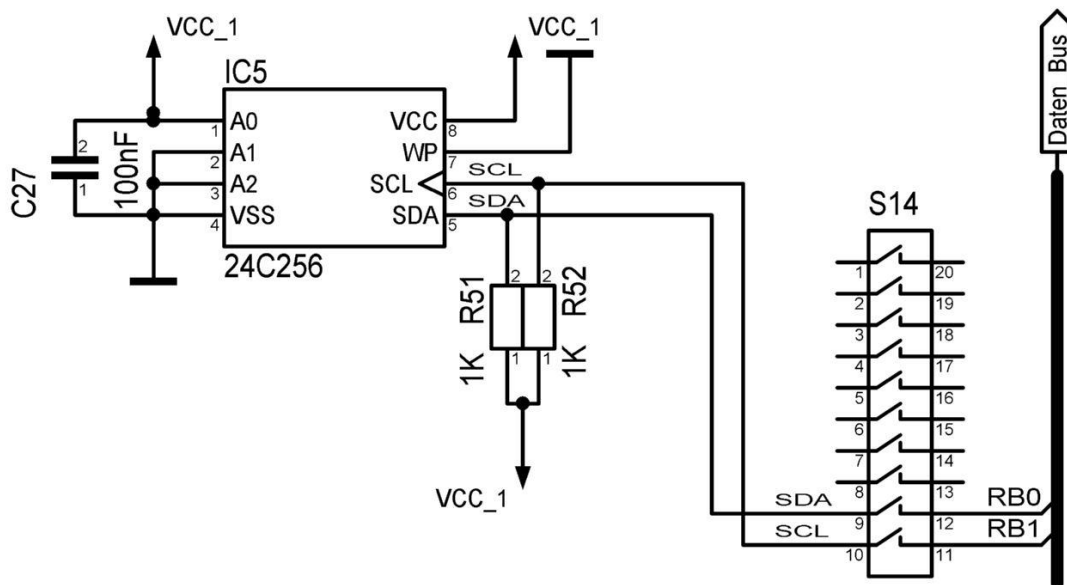 VCC_1
VCC_1
IC5
C27
2
1
100nF
1
2
3
4
A0
A1
A2
VSS
VCC
WP
SCL
SDA
8
7
6
5
SCL
SDA
24C256
R51
1K
2
1
R52
1K
2
1
VCC_1
Daten Bus
S14
1
20
2
19
3
18
4
17
5
16
6
15
7
14
8
13
SDA
9
12
RB0
SCL
10
11
RB1